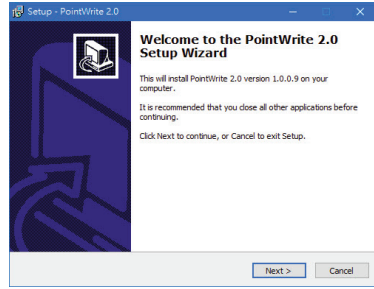 Setup - PointWrite 2.0
Welcome to the PointWrite 2.0
Setup Wizard
This will install PointWrite 2.0 version 1.0.0.9 on your
computer.
It is recommended that you close all other applications before
continuing.
Click Next to continue, or Cancel to exit Setup.
Next >
Cancel